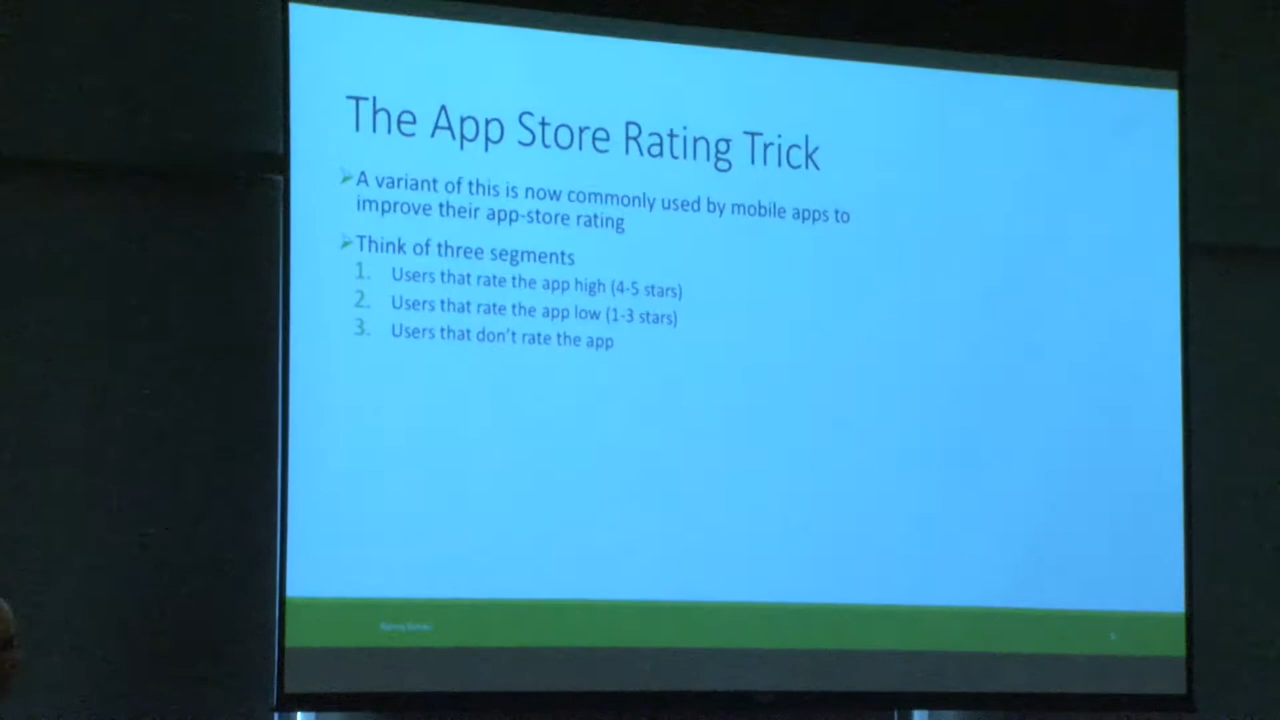 The App Store Rating Trick
A variant of this is now commonly used by mobile apps to
improve their app-store rating
Think of three segments
1. Users that rate the app high (4-5 stars)
2. Users that rate the app low (1-3 stars)
3. Users that don't rate the app